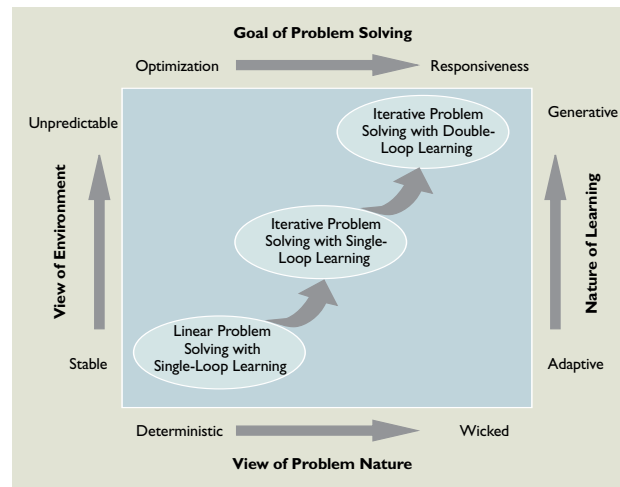 Goal of Problem Solving
Optimization
Responsiveness
Unpredictable
Generative
Iterative Problem
Solving with Double-
Loop Learning
View of Environment
Nature of Learning
Iterative Problem
Solving with Single-
Loop Learning
Linear Problem
Solving with
Single-Loop Learning
Stable
Adaptive
Deterministic
Wicked
View of Problem Nature